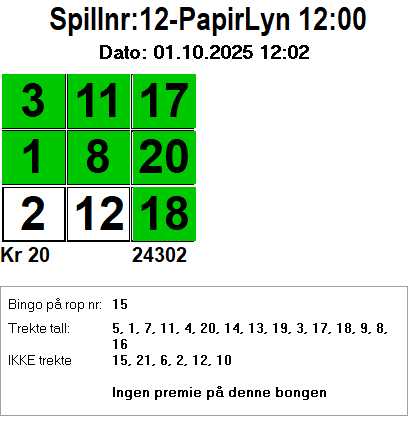 Spillnr:12-PapirLyn 12:00
Dato: 01.10.2025 12:02
3 11 17
1 8 20
2 12 18
Kr 20 24302
Bingo på rop nr: 15
Trekte tall: 5, 1, 7, 11, 4, 20, 14, 13, 19, 3, 17, 18, 9, 8,
16
IKKE trekte 15, 21, 6, 2, 12, 10
Ingen premie på denne bongen